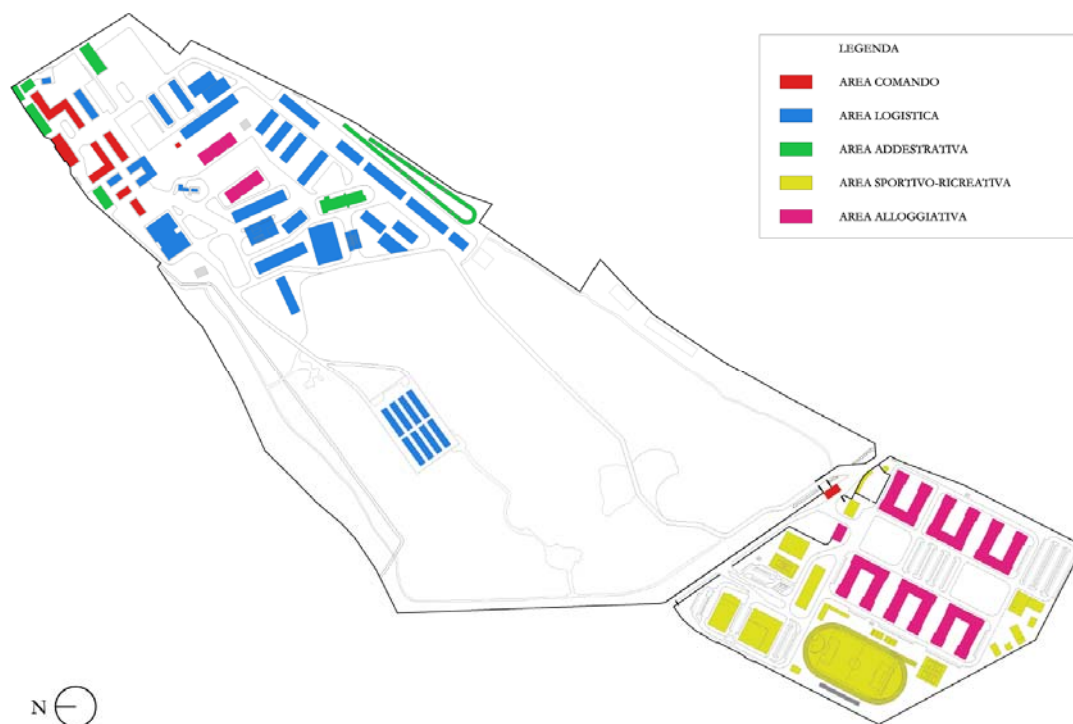 LEGENDA
AREA COMANDO
AREA LOGISTICA
AREA ADDESTRATIVA
AREA SPORTIVO-RICREATIVA
AREA ALLOGGIATIVA
N